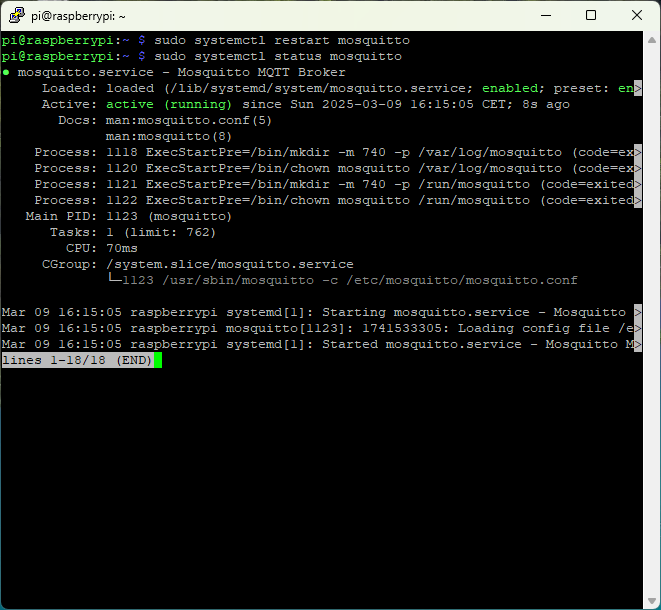 pi@raspberrypi: ~
pi@raspberrypi:~ $ sudo systemctl restart mosquitto
pi@raspberrypi:~ $ sudo systemctl status mosquitto
● mosquitto.service - Mosquitto MQTT Broker
     Loaded: loaded (/lib/systemd/system/mosquitto.service; enabled; preset: en>
     Active: active (running) since Sun 2025-03-09 16:15:05 CET; 8s ago
       Docs: man:mosquitto.conf(5)
             man:mosquitto(8)
    Process: 1118 ExecStartPre=/bin/mkdir -m 740 -p /var/log/mosquitto (code=ex>
    Process: 1120 ExecStartPre=/bin/chown mosquitto /var/log/mosquitto (code=ex>
    Process: 1121 ExecStartPre=/bin/mkdir -m 740 -p /run/mosquitto (code=exited>
    Process: 1122 ExecStartPre=/bin/chown mosquitto /run/mosquitto (code=exited>
   Main PID: 1123 (mosquitto)
      Tasks: 1 (limit: 762)
        CPU: 70ms
     CGroup: /system.slice/mosquitto.service
             └─1123 /usr/sbin/mosquitto -c /etc/mosquitto/mosquitto.conf
Mar 09 16:15:05 raspberrypi systemd[1]: Starting mosquitto.service - Mosquitto >
Mar 09 16:15:05 raspberrypi mosquitto[1123]: 1741533305: Loading config file /e>
Mar 09 16:15:05 raspberrypi systemd[1]: Started mosquitto.service - Mosquitto M>
lines 1-18/18 (END)